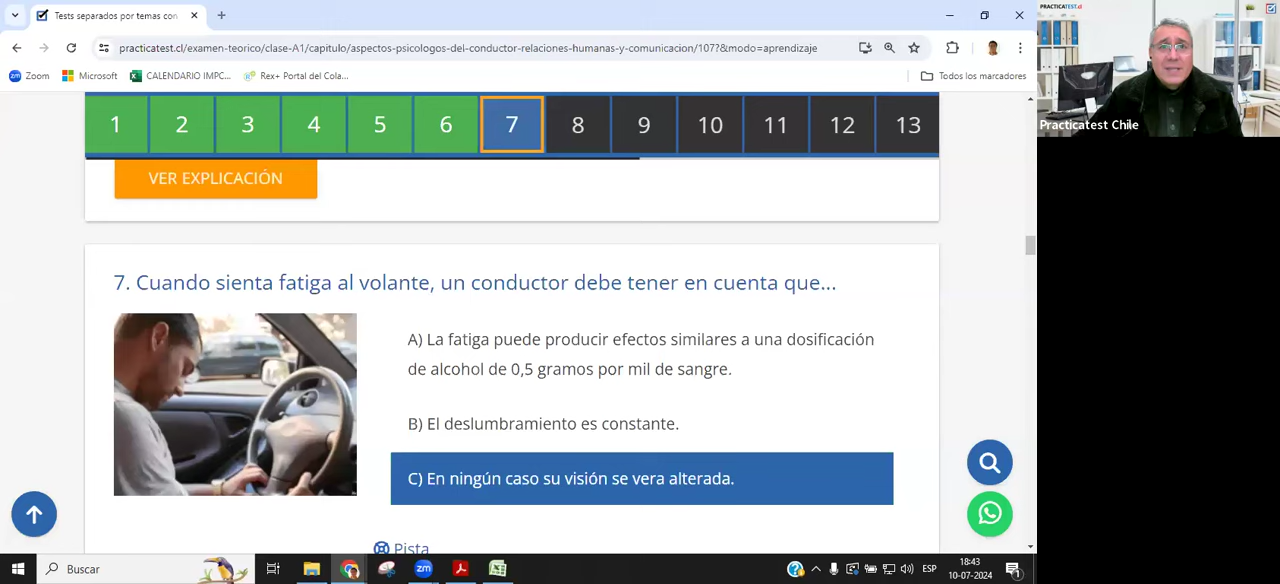 Tests separados por temas con
practicatest.cl/examen-teorico/clase-A1/capitulo/aspectos-psicologos-del-conductor-relaciones-humanas-y-comunicacion/107?&modo=aprendizaje
Zoom
Microsoft
CALENDARIO IMPC...
Rex+ Portal del Cola...
Todos los marcadores
PRACTICATEST.cl
Practicatest Chile
1 2 3 4 5 6 7 8 9 10 11 12 13
VER EXPLICACIÓN
7. Cuando sienta fatiga al volante, un conductor debe tener en cuenta que...
A) La fatiga puede producir efectos similares a una dosificación
de alcohol de 0,5 gramos por mil de sangre.
B) El deslumbramiento es constante.
C) En ningún caso su visión se vera alterada.
Pista
Buscar
zm
ESP
18:43
10-07-2024